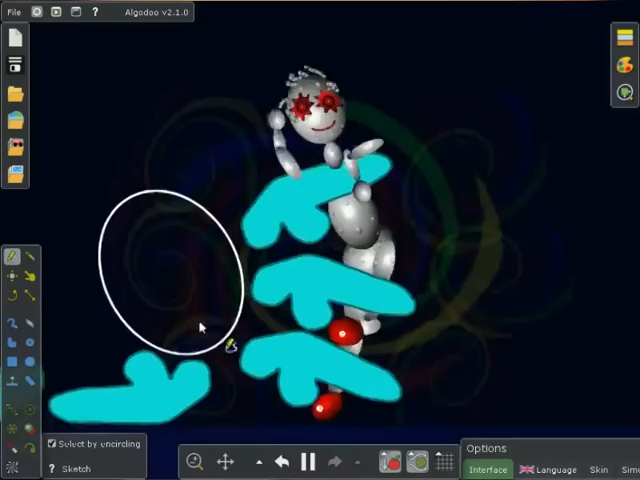 File ? Algodoo v2.1.0
Select by encircling
? Sketch
Options
Interface Language Skin Simu